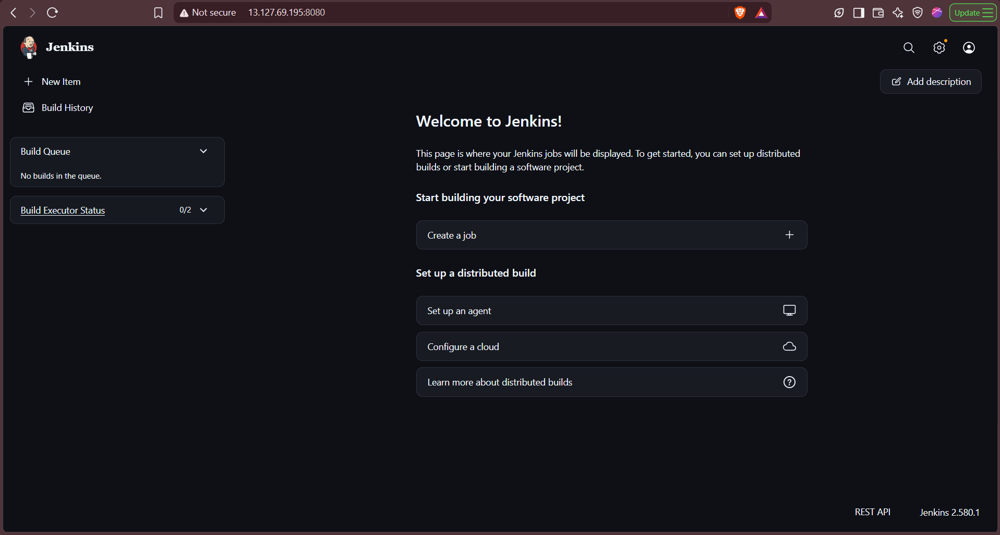 Not secure 13.127.69.195:8080
Update
Jenkins
New Item
Add description
Build History
Build Queue
No builds in the queue.
Build Executor Status 0/2
Welcome to Jenkins!
This page is where your Jenkins jobs will be displayed. To get started, you can set up distributed
builds or start building a software project.
Start building your software project
Create a job
Set up a distributed build
Set up an agent
Configure a cloud
Learn more about distributed builds
REST API Jenkins 2.580.1